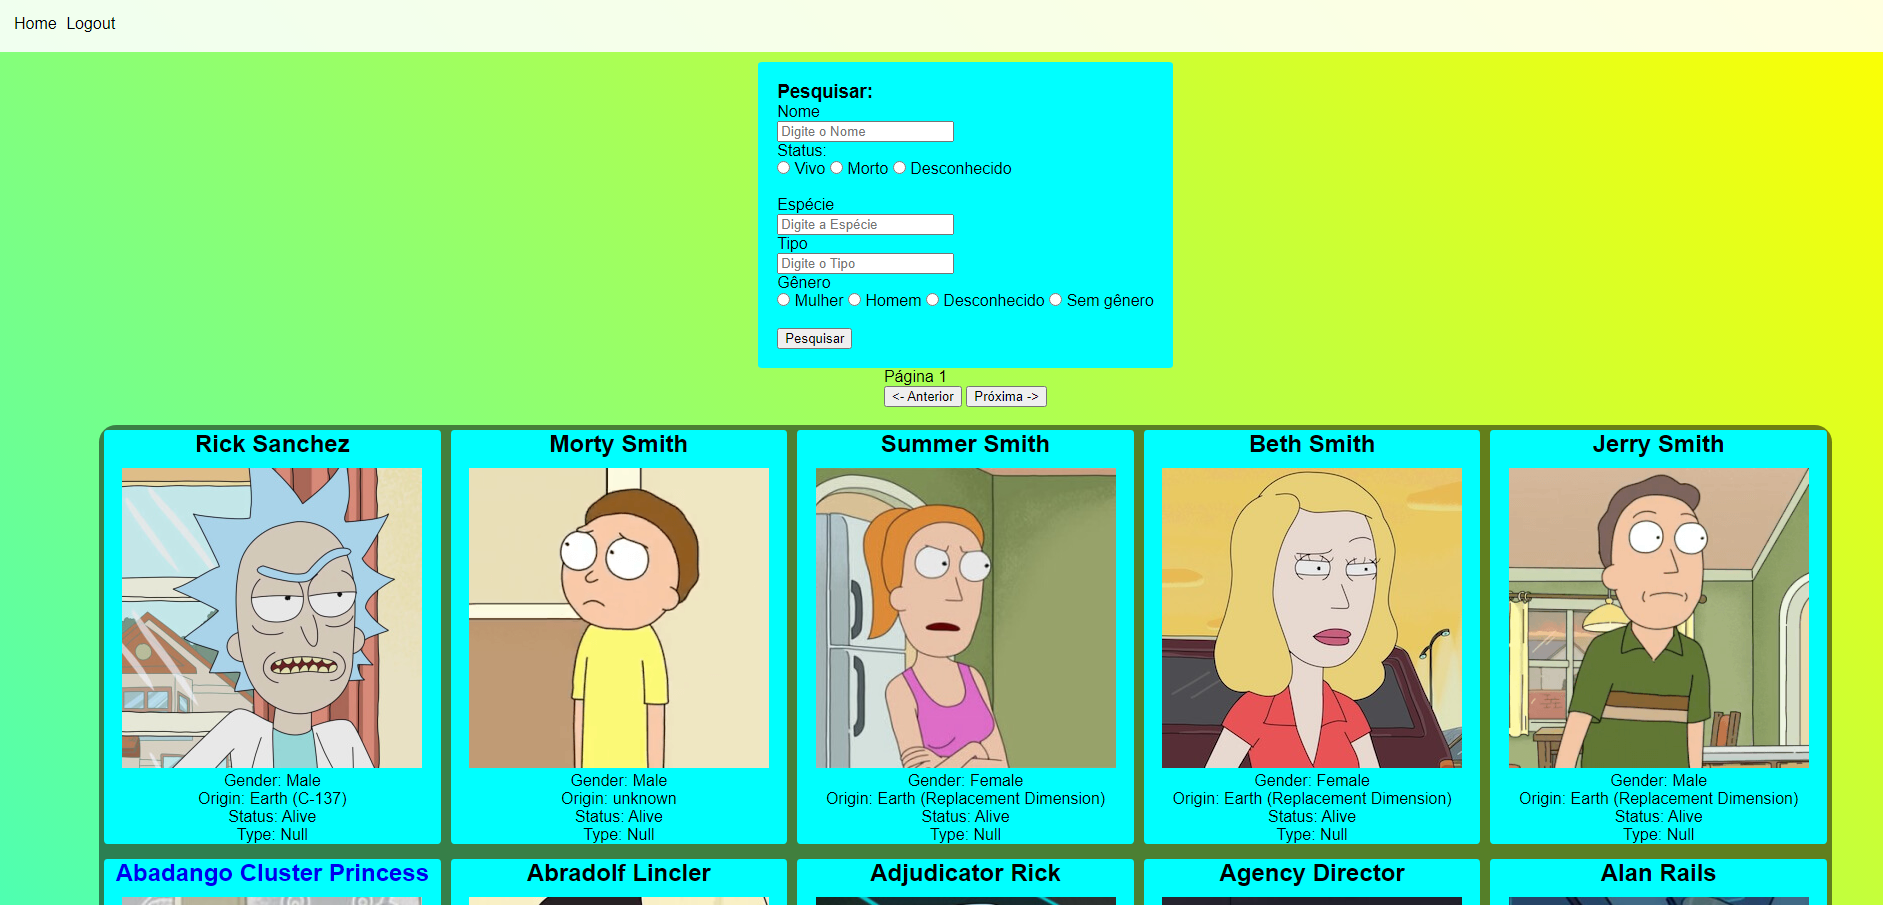 Home Logout
Pesquisar:
Nome
Digite o Nome
Status:
Vivo Morto Desconhecido
Espécie
Digite a Espécie
Tipo
Digite o Tipo
Gênero
Mulher Homem Desconhecido Sem gênero
Pesquisar
Página 1
<- Anterior Próxima ->
Rick Sanchez
Gender: Male
Origin: Earth (C-137)
Status: Alive
Type: Null
Morty Smith
Gender: Male
Origin: unknown
Status: Alive
Type: Null
Summer Smith
Gender: Female
Origin: Earth (Replacement Dimension)
Status: Alive
Type: Null
Beth Smith
Gender: Female
Origin: Earth (Replacement Dimension)
Status: Alive
Type: Null
Jerry Smith
Gender: Male
Origin: Earth (Replacement Dimension)
Status: Alive
Type: Null
Abadango Cluster Princess
Abradolf Lincler
Adjudicator Rick
Agency Director
Alan Rails